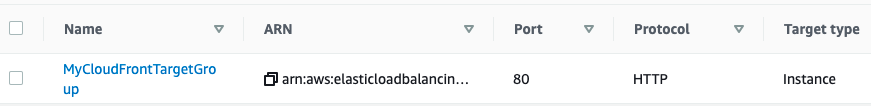 Name ARN Port Protocol Target type
MyCloudFrontTargetGro
up
arn:aws:elasticloadbalancin… 80 HTTP Instance